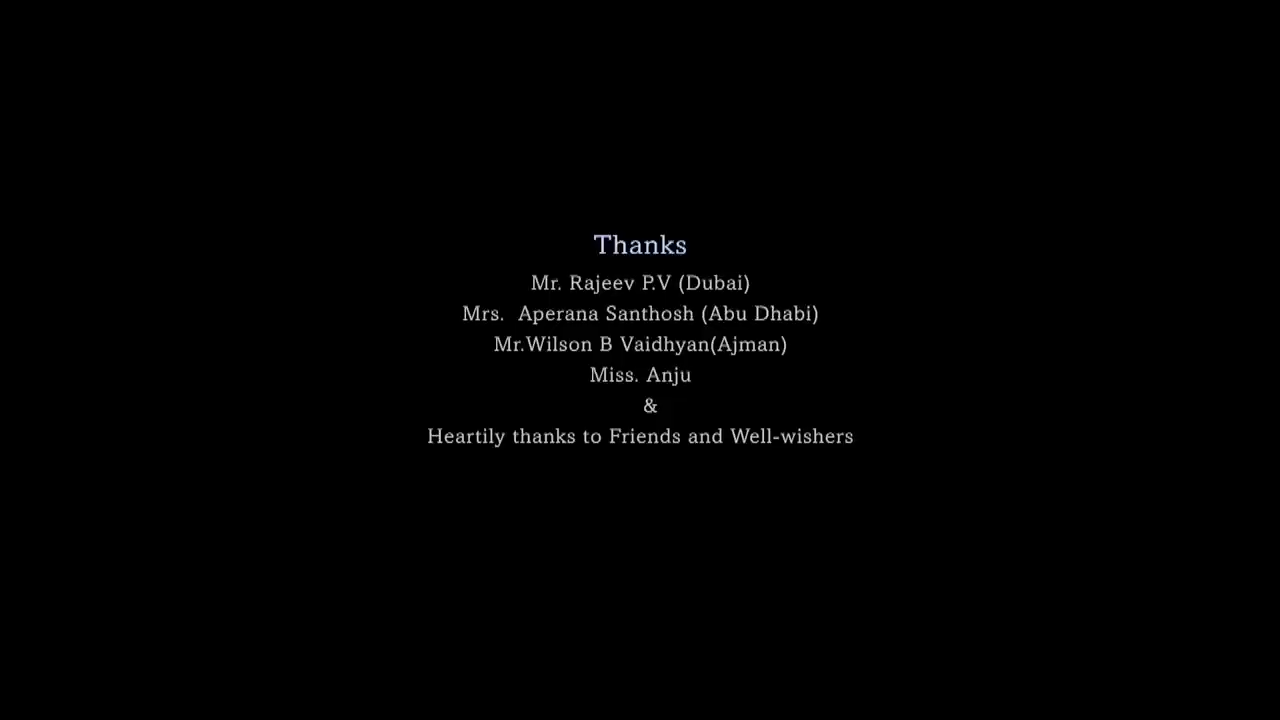 Thanks
Mr. Rajeev P.V (Dubai)
Mrs.  Aperana Santhosh (Abu Dhabi)
Mr.Wilson B Vaidhyan(Ajman)
Miss. Anju
&
Heartily thanks to Friends and Well-wishers